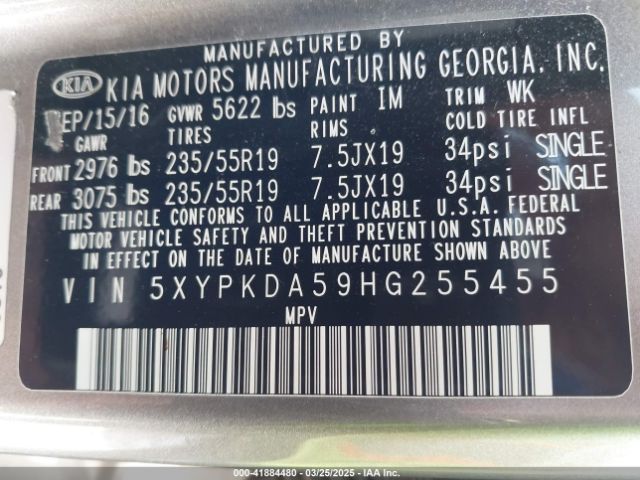 MANUFACTURED BY
KIA KIA MOTORS MANUFACTURING GEORGIA, INC.
SEP/15/16 GVWR 5622 lbs PAINT IM TRIM WK
GAWR TIRES RIMS COLD TIRE INFL
FRONT 2976 lbs 235/55R19 7.5JX19 34psi SINGLE
REAR 3075 lbs 235/55R19 7.5JX19 34psi SINGLE
THIS VEHICLE CONFORMS TO ALL APPLICABLE U.S.A. FEDERAL
MOTOR VEHICLE SAFETY AND THEFT PREVENTION STANDARDS
IN EFFECT ON THE DATE OF MANUFACTURE SHOWN ABOVE
VIN 5XYPKDA59HG255455
MPV
000-41884480 — 03/25/2025 — IAA Inc.